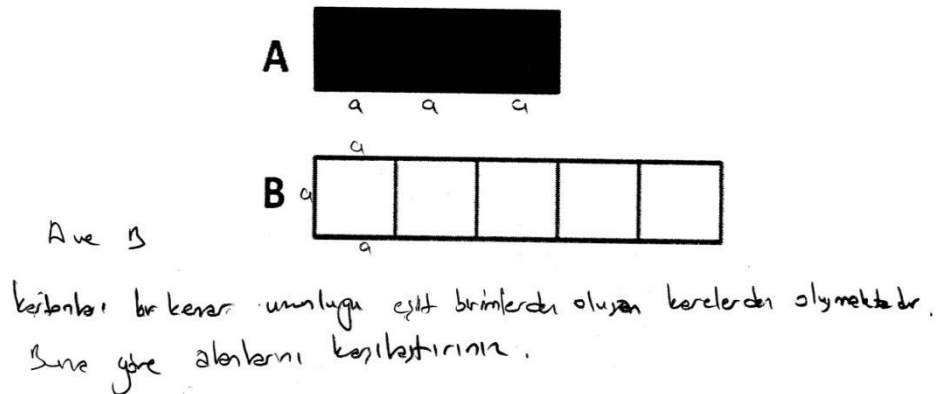 A
a a a
a
B a
a
A ve B
kartonları bir kenar uzunluğu eşit birimlerden oluşan karelerden oluşmaktadır.
Buna göre alanlarını karşılaştırınız.